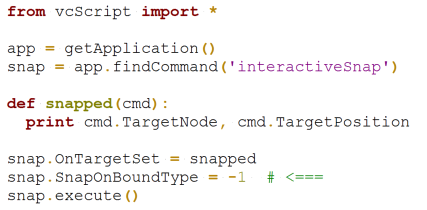 from vcScript import *
app = getApplication()
snap = app.findCommand('interactiveSnap')
def snapped(cmd):
  print cmd.TargetNode, cmd.TargetPosition
snap.OnTargetSet = snapped
snap.SnapOnBoundType = -1  # <===
snap.execute()